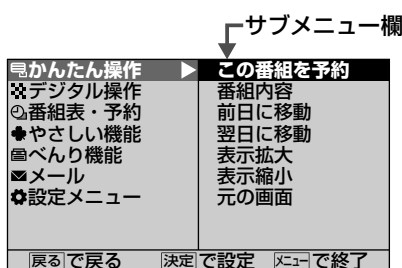 サブメニュー欄
かんたん操作 ▶ この番組を予約
デジタル操作 番組内容
番組表・予約 前日に移動
やさしい機能 翌日に移動
べんり機能 表示拡大
メール 表示縮小
設定メニュー 元の画面
戻る で戻る 決定 で設定 メニュー で終了